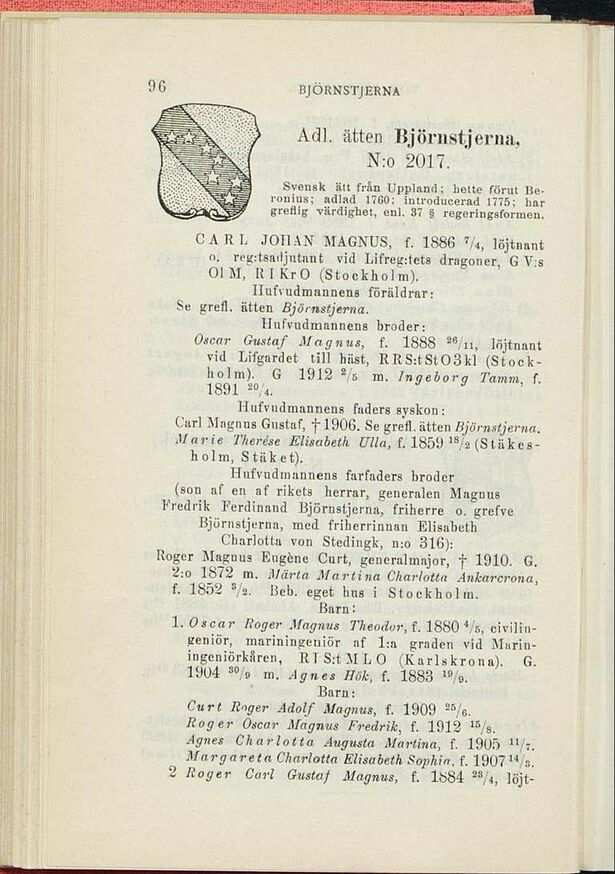 96
BJÖRNSTJERNA
Adl. ätten Björnstjerna,
N:o 2017.
Svensk ätt från Uppland; hette förut Be-
ronius; adlad 1760; introducerad 1775; har
greflig värdighet, enl. 37 § regeringsformen.
CARL JOHAN MAGNUS, f. 1886 7/4, löjtnant
o. reg:tsadjutant vid Lifreg:tets dragoner, GV:s
OlM, RIKrO (Stockholm).
Hufvudmannens föräldrar:
Se grefl. ätten Björnstjerna.
Hufvudmannens broder:
Oscar Gustaf Magnus, f. 1888 26/11, löjtnant
vid Lifgardet till häst, RRS:tStO3kl (Stock-
holm). G 1912 2/5 m. Ingeborg Tamm, f.
1891 20/4.
Hufvudmannens faders syskon:
Carl Magnus Gustaf, † 1906. Se grefl. ätten Björnstjerna.
Marie Therése Elisabeth Ulla, f. 1859 18/2 (Stäkes-
holm, Stäket).
Hufvudmannens farfaders broder
(son af en af rikets herrar, generalen Magnus
Fredrik Ferdinand Björnstjerna, friherre o. grefve
Björnstjerna, med friherrinnan Elisabeth
Charlotta von Stedingk, n:o 316):
Roger Magnus Eugène Curt, generalmajor, † 1910. G.
2:o 1872 m. Märta Martina Charlotta Ankarcrona,
f. 1852 3/2. Beb. eget hus i Stockholm.
Barn:
1. Oscar Roger Magnus Theodor, f. 1880 4/5, civilin-
geniör, mariningeniör af 1:a graden vid Marin-
ingeniörkåren, RIS:tMLO (Karlskrona). G.
1904 30/9 m. Agnes Hök, f. 1883 19/9.
Barn:
Curt Roger Adolf Magnus, f. 1909 25/6.
Roger Oscar Magnus Fredrik, f. 1912 15/8.
Agnes Charlotta Augusta Martina, f. 1905 11/7.
Margareta Charlotta Elisabeth Sophia, f. 1907 14/3.
2 Roger Carl Gustaf Magnus, f. 1884 28/4, löjt-